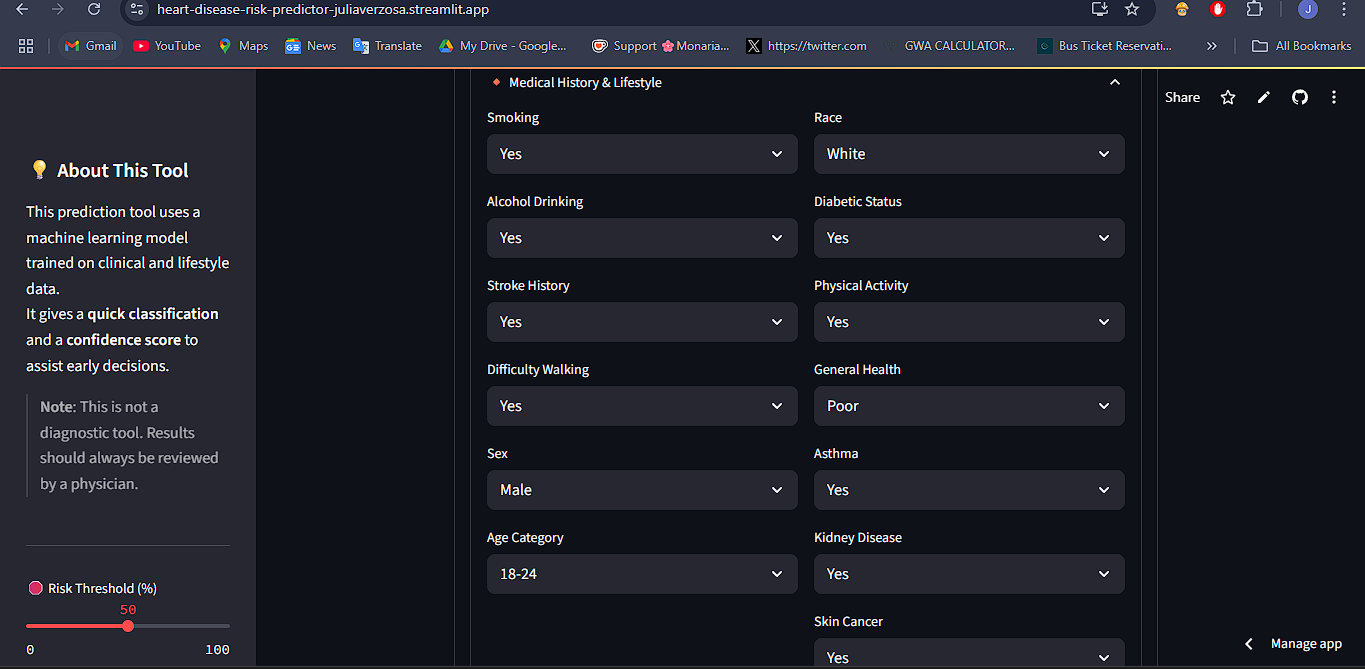 heart-disease-risk-predictor-juliaverzosa.streamlit.app
J
Gmail
YouTube
Maps
News
Translate
My Drive - Google...
Support 🌸Monaria...
https://twitter.com
GWA CALCULATOR...
Bus Ticket Reservati...
All Bookmarks
💡 About This Tool
This prediction tool uses a
machine learning model
trained on clinical and lifestyle
data.
It gives a quick classification
and a confidence score to
assist early decisions.
Note: This is not a
diagnostic tool. Results
should always be reviewed
by a physician.
Risk Threshold (%)
50
0 100
Medical History & Lifestyle
Smoking
Yes
Alcohol Drinking
Yes
Stroke History
Yes
Difficulty Walking
Yes
Sex
Male
Age Category
18-24
Race
White
Diabetic Status
Yes
Physical Activity
Yes
General Health
Poor
Asthma
Yes
Kidney Disease
Yes
Skin Cancer
Yes
Share
Manage app